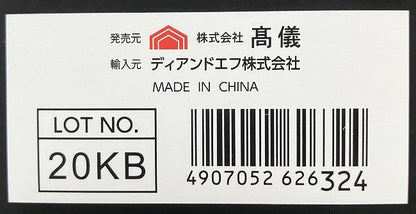 発売元 株式会社 髙儀
輸入元 ディアンドエフ株式会社
MADE IN CHINA
LOT NO.
20KB
4907052 626324